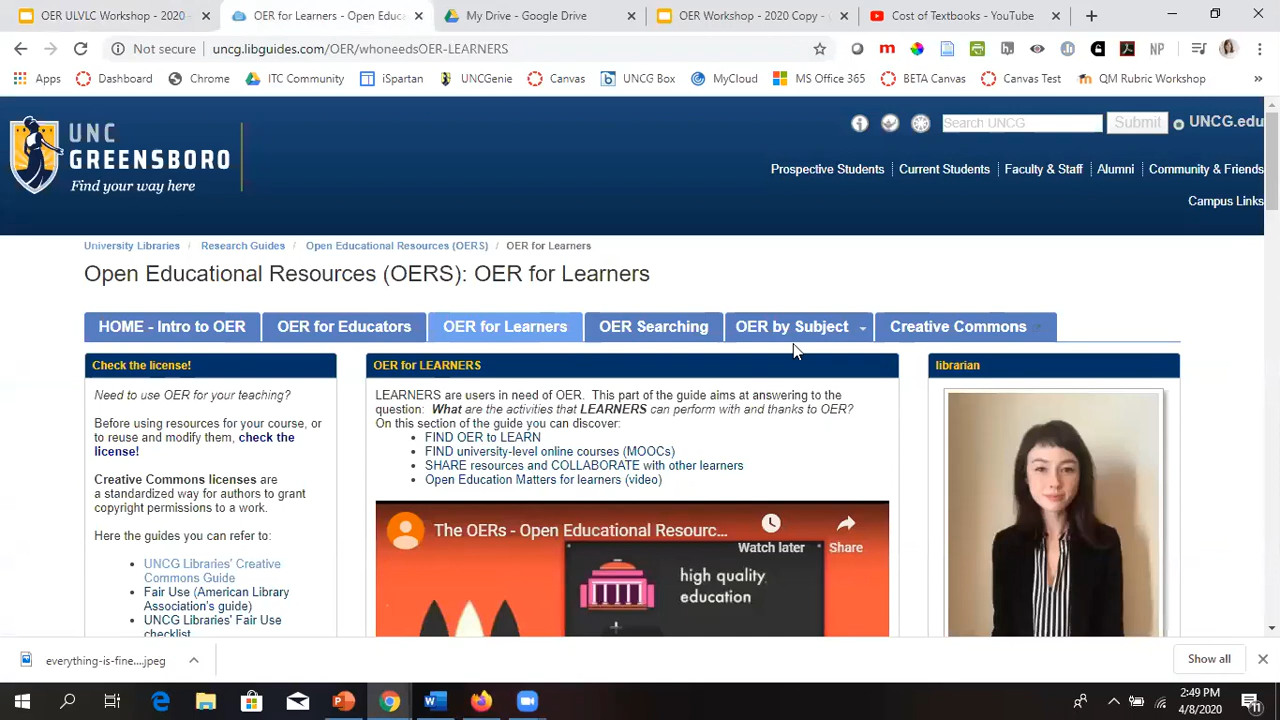 OER ULVLC Workshop - 2020 -
OER for Learners - Open Educa
My Drive - Google Drive
OER Workshop - 2020 Copy -
Cost of Textbooks - YouTube
Not secure
uncg.libguides.com/OER/whoneedsOER-LEARNERS
Apps
Dashboard
Chrome
ITC Community
iSpartan
UNCGenie
Canvas
UNCG Box
MyCloud
MS Office 365
BETA Canvas
Canvas Test
QM Rubric Workshop
UNC
GREENSBORO
Find your way here
Search UNCG
Submit
UNCG.edu
Prospective Students
Current Students
Faculty & Staff
Alumni
Community & Friends
Campus Links
University Libraries / Research Guides / Open Educational Resources (OERS) / OER for Learners
Open Educational Resources (OERS): OER for Learners
HOME - Intro to OER
OER for Educators
OER for Learners
OER Searching
OER by Subject
Creative Commons
Check the license!
Need to use OER for your teaching?
Before using resources for your course, or
to reuse and modify them, check the
license!
Creative Commons licenses are
a standardized way for authors to grant
copyright permissions to a work.
Here the guides you can refer to:
UNCG Libraries' Creative
Commons Guide
Fair Use (American Library
Association's guide)
UNCG Libraries' Fair Use
checklist
OER for LEARNERS
LEARNERS are users in need of OER. This part of the guide aims at answering to the
question: What are the activities that LEARNERS can perform with and thanks to OER?
On this section of the guide you can discover:
FIND OER to LEARN
FIND university-level online courses (MOOCs)
SHARE resources and COLLABORATE with other learners
Open Education Matters for learners (video)
The OERs - Open Educational Resourc...
Watch later
Share
high quality
education
librarian
everything-is-fine....jpeg
Show all
2:49 PM
4/8/2020